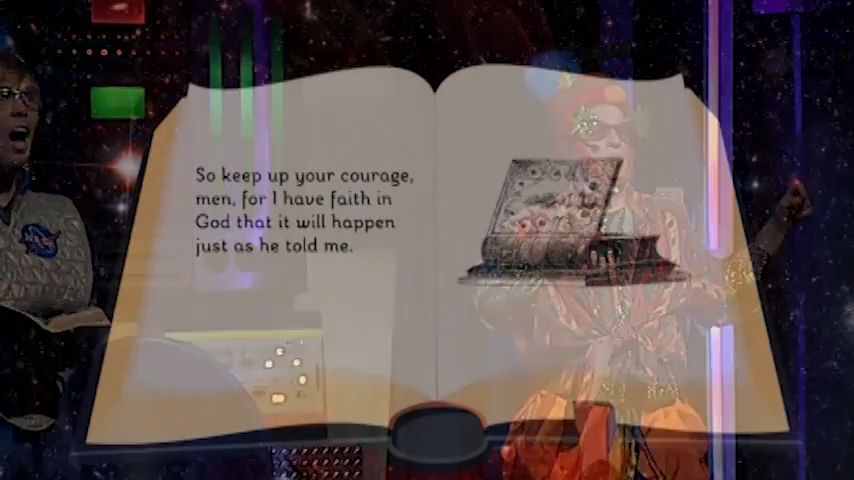 So keep up your courage,
men, for I have faith in
God that it will happen
just as he told me.